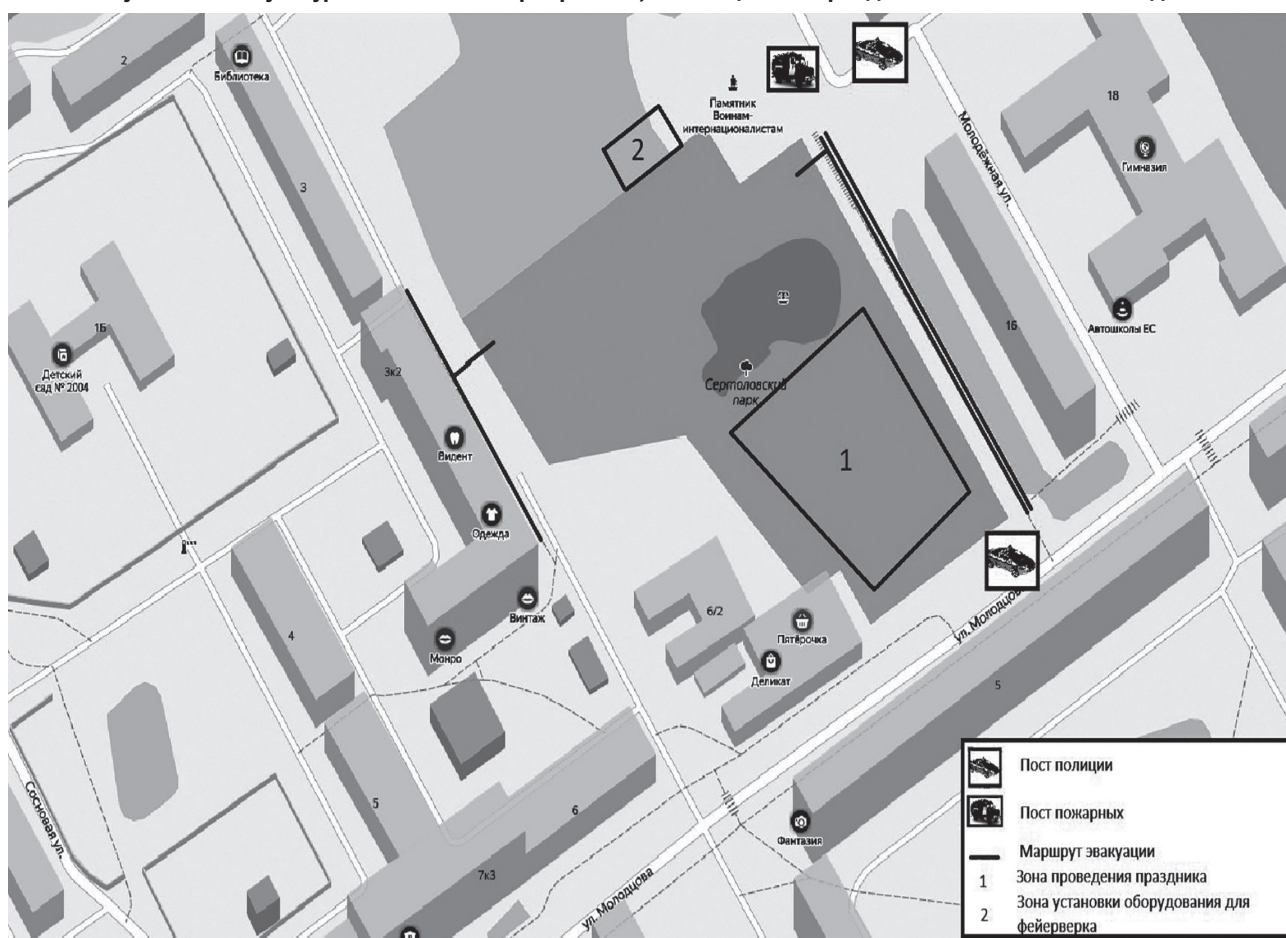 2
Библиотека
Памятник
Воинам-
интернационалистам
2
18
Молодёжная ул.
Гимназия
3
16
1Б
Детский
сад № 2004
Автошколы ЕС
3к2
Сертоловский
парк
Видент
1
Одежда
Винтаж
6/2
Пятёрочка
ул. Молодцова
Монро
Деликат
4
5
Сосновая ул.
5
6
Фантазия
7к3
ул. Молодцова
Пост полиции
Пост пожарных
Маршрут эвакуации
1 Зона проведения праздника
2 Зона установки оборудования для
фейерверка